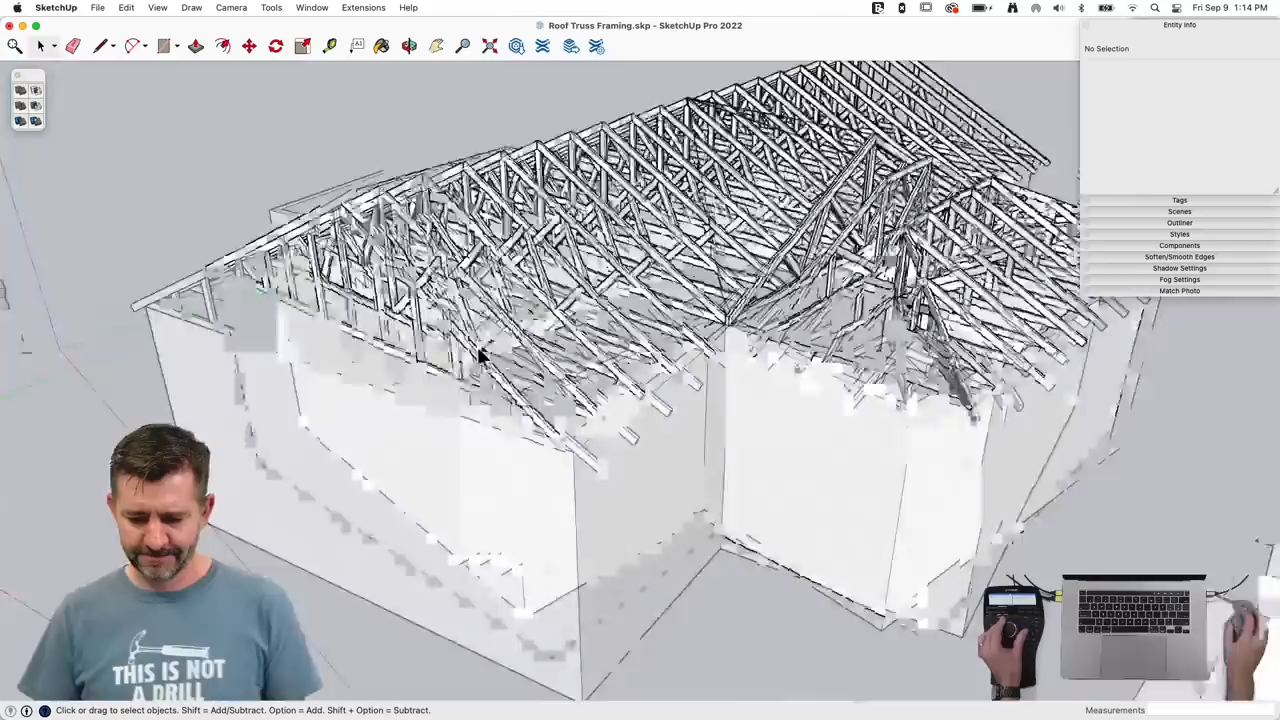 SketchUp File Edit View Draw Camera Tools Window Extensions Help Fri Sep 9 1:14 PM
Roof Truss Framing.skp - SketchUp Pro 2022
Entity Info
No Selection
Tags
Scenes
Outliner
Styles
Components
Soften/Smooth Edges
Shadow Settings
Fog Settings
Match Photo
THIS IS NOT
A DRILL
Click or drag to select objects. Shift = Add/Subtract. Option = Add. Shift + Option = Subtract. Measurements